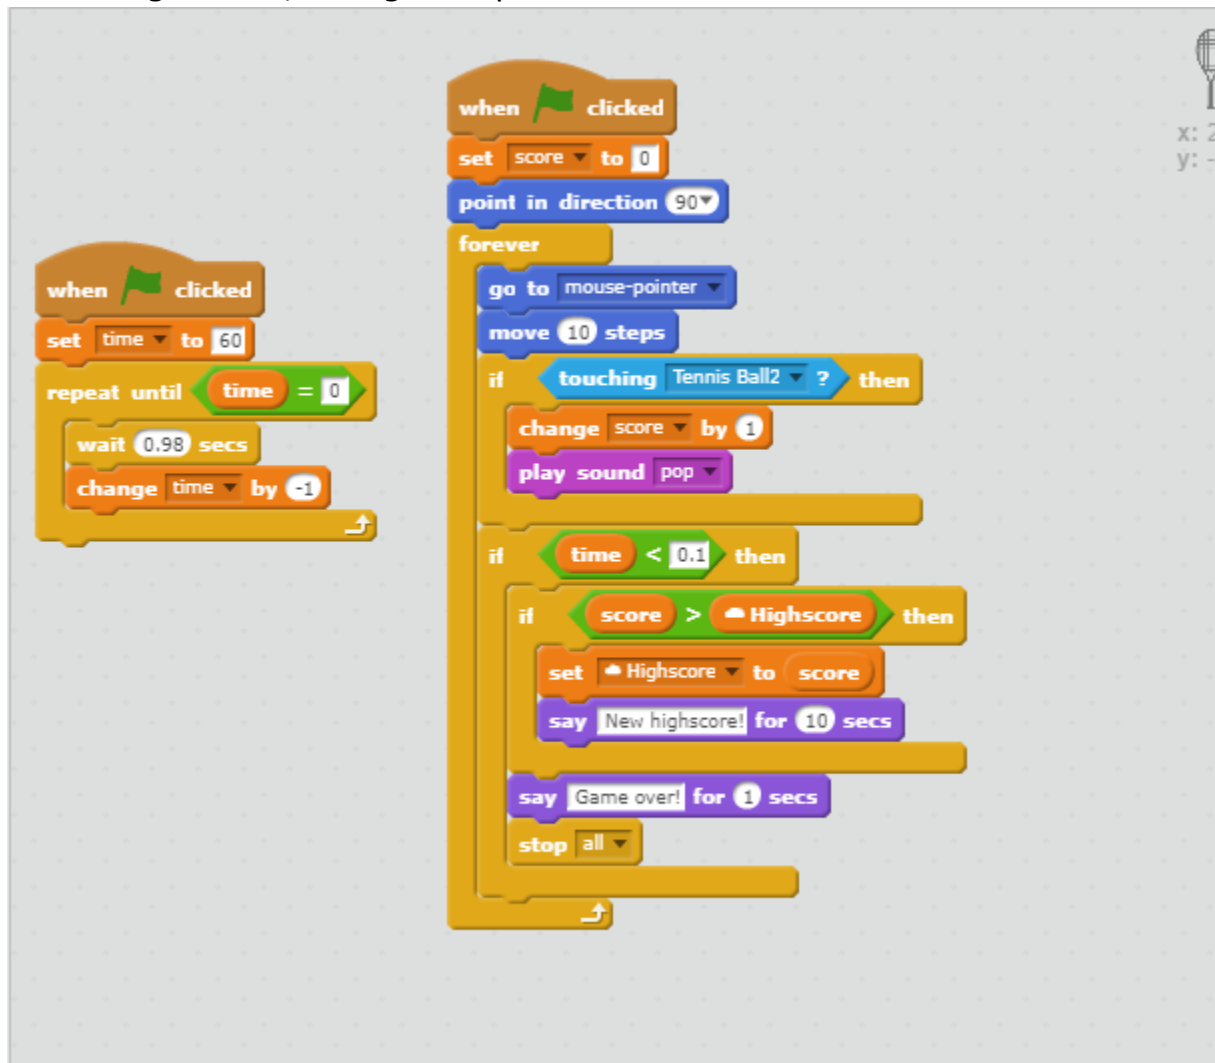 when clicked
set time to 60
repeat until time = 0
wait 0.98 secs
change time by -1
when clicked
set score to 0
point in direction 90
forever
go to mouse-pointer
move 10 steps
if touching Tennis Ball2 ? then
change score by 1
play sound pop
if time < 0.1 then
if score > Highscore then
set Highscore to score
say New highscore! for 10 secs
say Game over! for 1 secs
stop all
x: 2
y: -